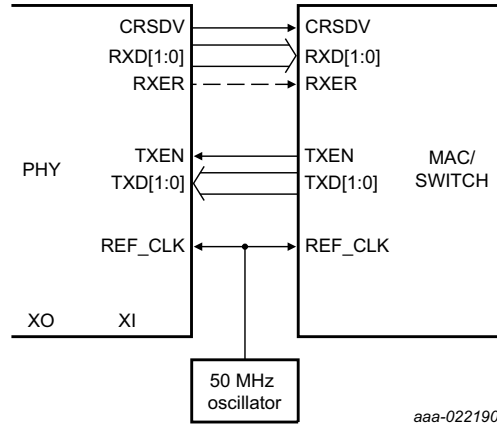 CRSDV CRSDV
RXD[1:0] RXD[1:0]
RXER RXER
TXEN TXEN
PHY TXD[1:0] TXD[1:0] MAC/
SWITCH
REF_CLK REF_CLK
XO XI
50 MHz
oscillator
aaa-022190